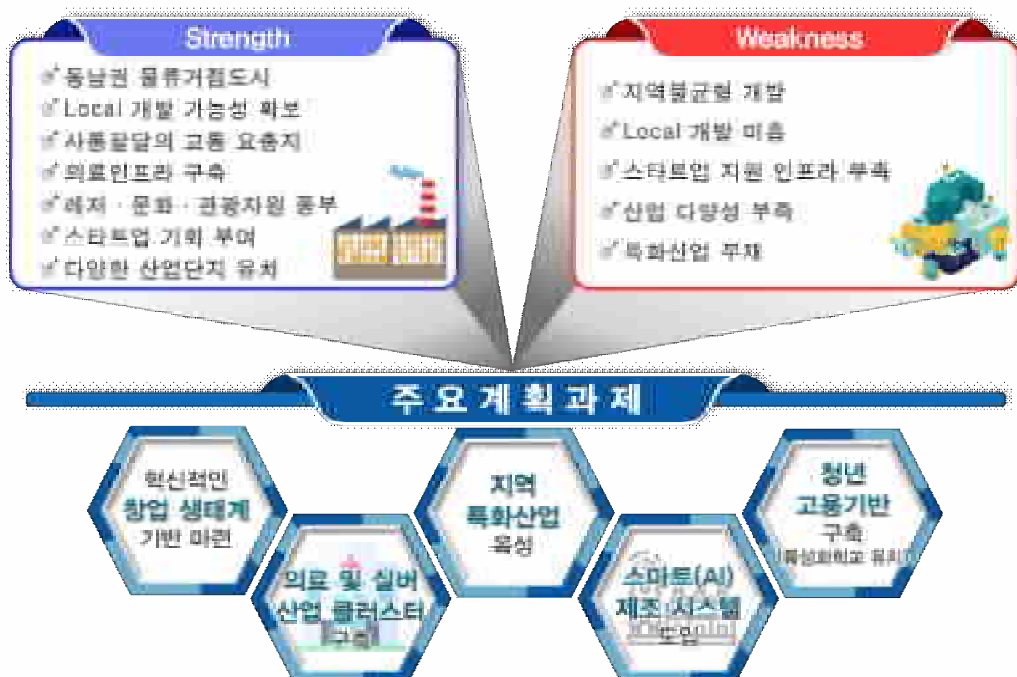 Strength
동남권 물류거점도시
Local 개발 가능성 확보
사통팔달의 교통 요충지
의료인프라 구축
레저 · 문화 · 관광자원 풍부
스타트업 기회 부여
다양한 산업단지 유치
Weakness
지역불균형 개발
Local 개발 미흡
스타트업 지원 인프라 부족
산업 다양성 부족
특화산업 부재
주요계획과제
혁신적인
창업 생태계
기반 마련
의료 및 실버
산업 클러스터
구축
지역
특화산업
육성
스마트(AI)
제조 시스템
도입
청년
고용기반
구축
(특성화학교 유치)